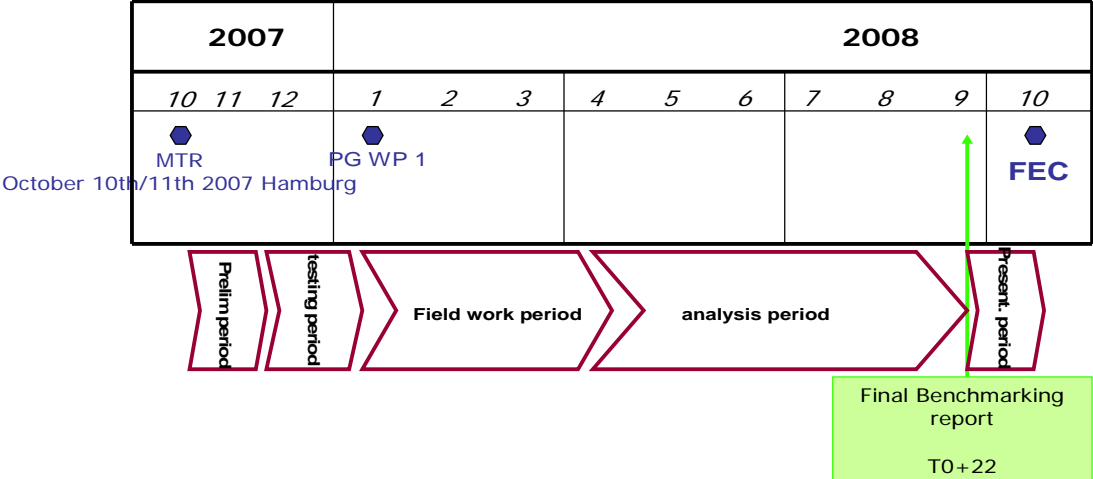 2007 2008
10 11 12 1 2 3 4 5 6 7 8 9 10
MTR
October 10th/11th 2007 Hamburg
PG WP 1
FEC
Prelim period
testing period
Field work period
analysis period
Present. period
Final Benchmarking
report
T0+22